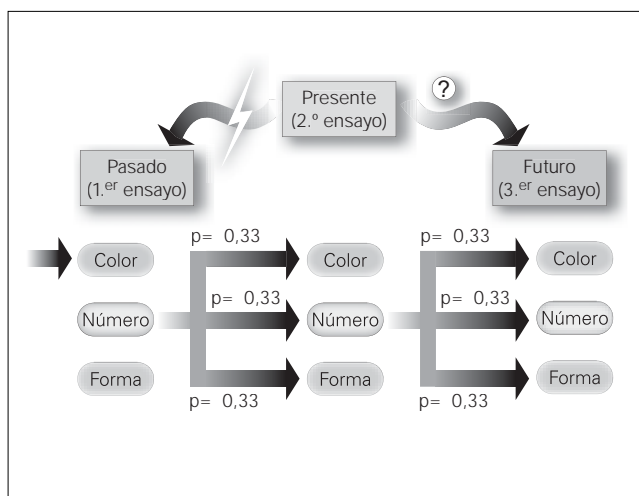 ?
Presente
(2.º ensayo)
Pasado
(1.er ensayo)
Futuro
(3.er ensayo)
p= 0,33
p= 0,33
Color
Color
Color
p= 0,33
p= 0,33
Número
Número
Número
Forma
Forma
Forma
p= 0,33
p= 0,33